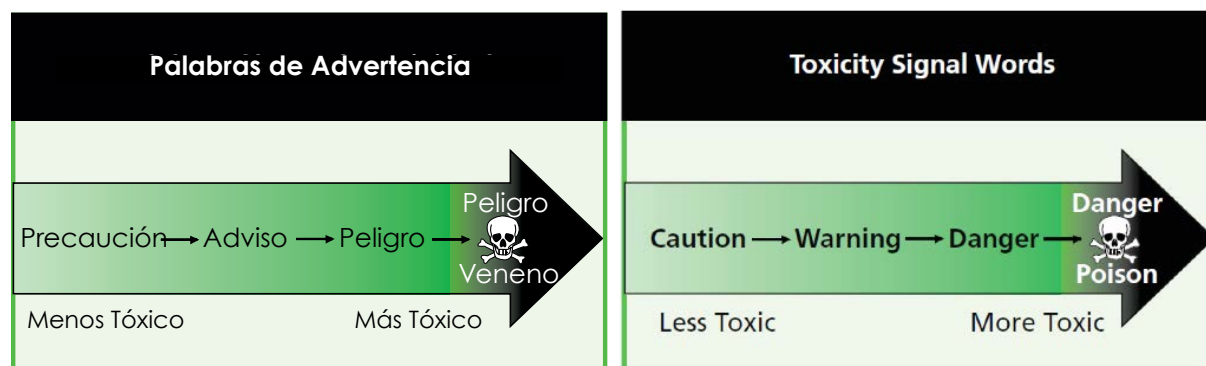 Palabras de Advertencia
Precaución → Adviso → Peligro → Peligro
Veneno
Menos Tóxico Más Tóxico
Toxicity Signal Words
Caution → Warning → Danger → Danger
Poison
Less Toxic More Toxic